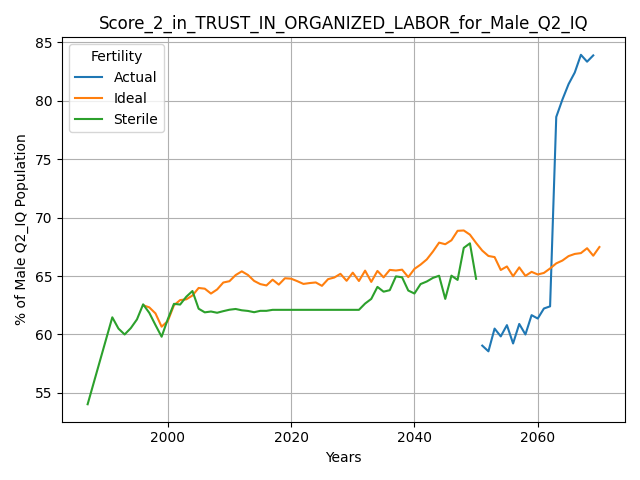 Score_2_in_TRUST_IN_ORGANIZED_LABOR_for_Male_Q2_IQ
85
80
75
70
65
60
55
% of Male Q2_IQ Population
Fertility
Actual
Ideal
Sterile
2000
2020
2040
2060
Years